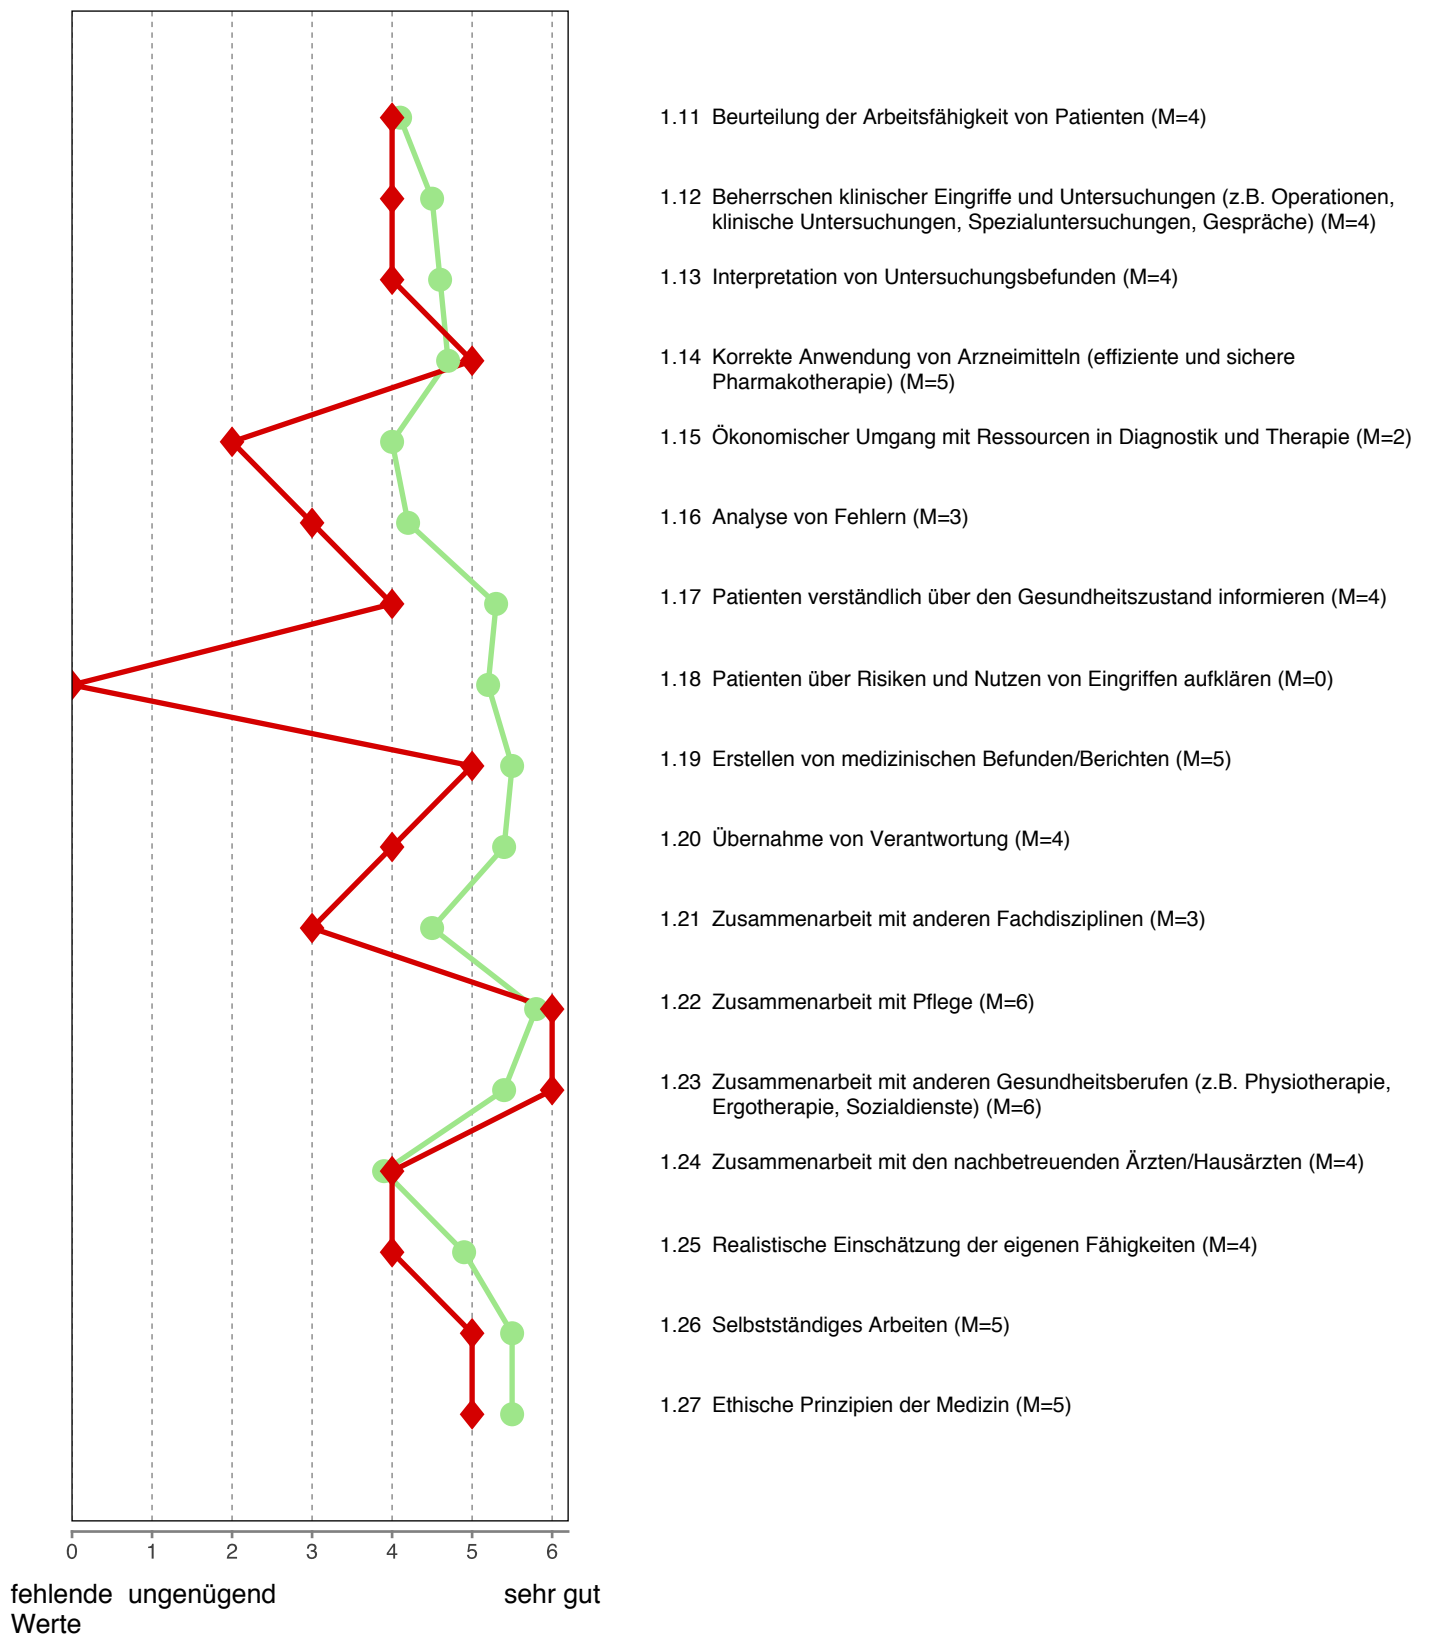 1.11 Beurteilung der Arbeitsfähigkeit von Patienten (M=4)
1.12 Beherrschen klinischer Eingriffe und Untersuchungen (z.B. Operationen,
klinische Untersuchungen, Spezialuntersuchungen, Gespräche) (M=4)
1.13 Interpretation von Untersuchungsbefunden (M=4)
1.14 Korrekte Anwendung von Arzneimitteln (effiziente und sichere
Pharmakotherapie) (M=5)
1.15 Ökonomischer Umgang mit Ressourcen in Diagnostik und Therapie (M=2)
1.16 Analyse von Fehlern (M=3)
1.17 Patienten verständlich über den Gesundheitszustand informieren (M=4)
1.18 Patienten über Risiken und Nutzen von Eingriffen aufklären (M=0)
1.19 Erstellen von medizinischen Befunden/Berichten (M=5)
1.20 Übernahme von Verantwortung (M=4)
1.21 Zusammenarbeit mit anderen Fachdisziplinen (M=3)
1.22 Zusammenarbeit mit Pflege (M=6)
1.23 Zusammenarbeit mit anderen Gesundheitsberufen (z.B. Physiotherapie,
Ergotherapie, Sozialdienste) (M=6)
1.24 Zusammenarbeit mit den nachbetreuenden Ärzten/Hausärzten (M=4)
1.25 Realistische Einschätzung der eigenen Fähigkeiten (M=4)
1.26 Selbstständiges Arbeiten (M=5)
1.27 Ethische Prinzipien der Medizin (M=5)
0 1 2 3 4 5 6
fehlende ungenügend sehr gut
Werte